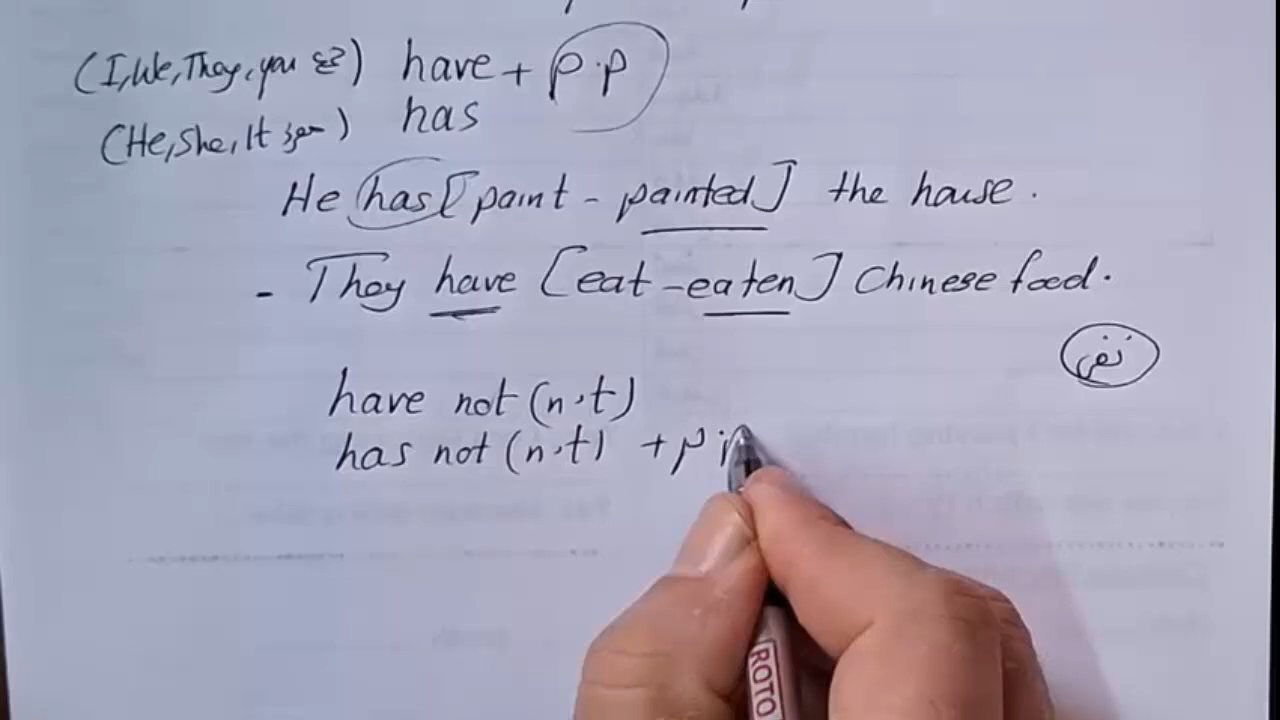 (I, We, They, you جمع) have + p.p
(He, She, It مفرد) has
He has [paint - painted] the house.
- They have [eat - eaten] Chinese food.
نفي
have not (n't)
has not (n't) + p.p
ROTO